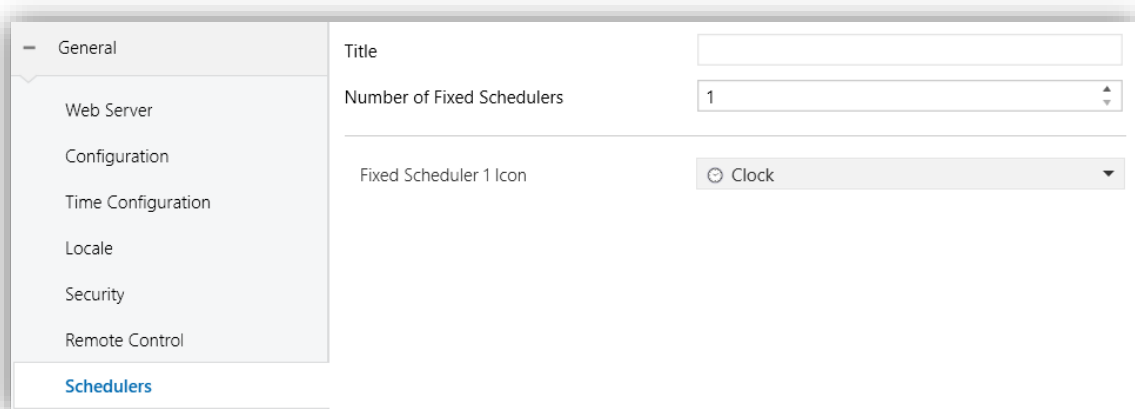 General
Web Server
Configuration
Time Configuration
Locale
Security
Remote Control
Schedulers
Title
Number of Fixed Schedulers 1
Fixed Scheduler 1 Icon Clock